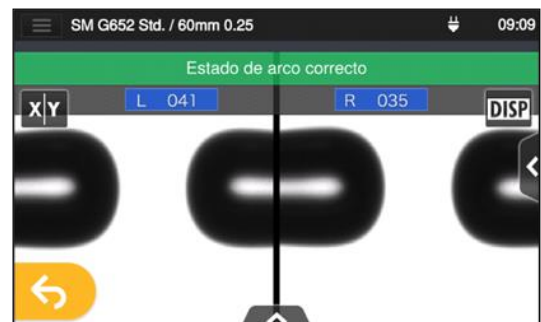 SM G652 Std. / 60mm 0.25 09:09
Estado de arco correcto
X|Y L 041 R 035 DISP